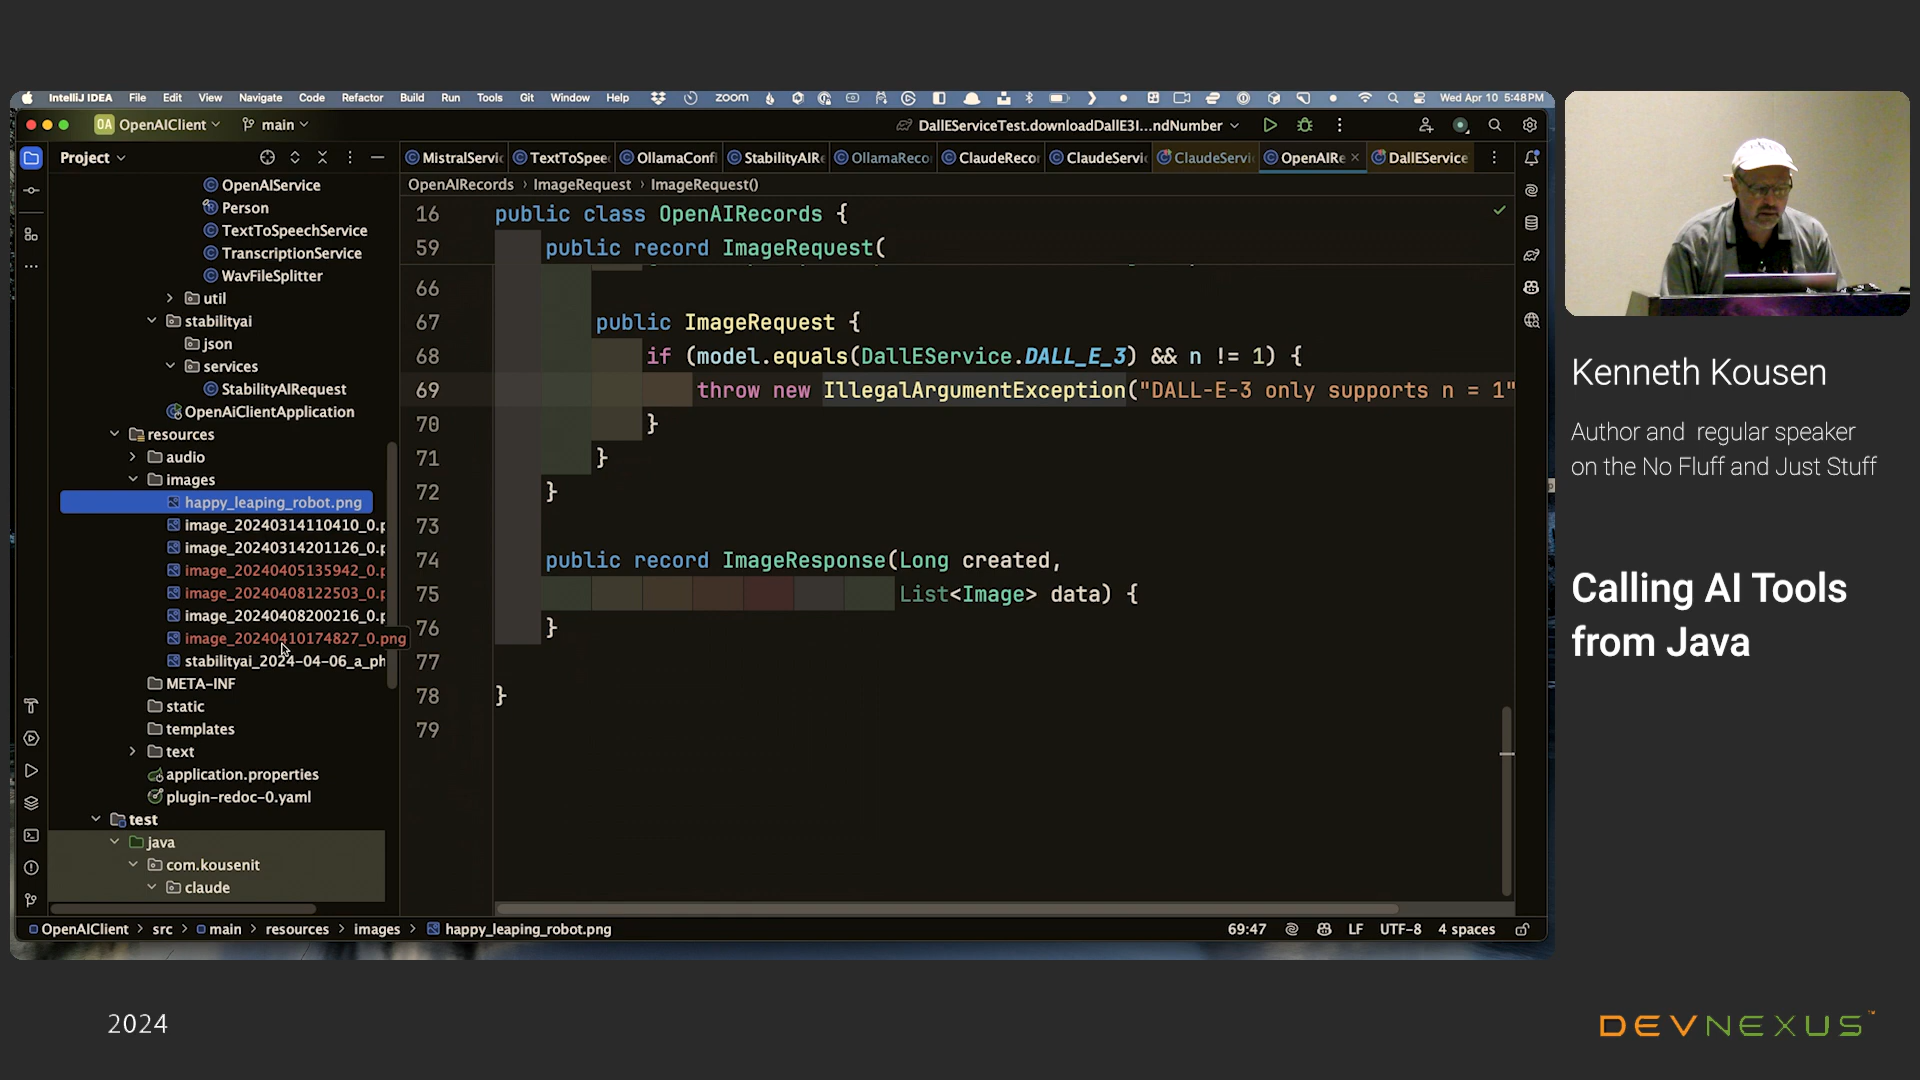 IntelliJ IDEA File Edit View Navigate Code Refactor Build Run Tools Git Window Help zoom Wed Apr 10 5:48 PM
OA OpenAIClient main DallEServiceTest.downloadDallE3I...ndNumber
Project MistralServic TextToSpee OllamaConfi StabilityAIR OllamaReco ClaudeRecor ClaudeServic ClaudeServi OpenAIRe × DallEService
OpenAIRecords › ImageRequest › ImageRequest()
OpenAIService
Person
TextToSpeechService
TranscriptionService
WavFileSplitter
util
stabilityai
json
services
StabilityAIRequest
OpenAiClientApplication
resources
audio
images
happy_leaping_robot.png
image_20240314110410_0.p
image_20240314201126_0.p
image_20240405135942_0.p
image_20240408122503_0.p
image_20240408200216_0.p
image_20240410174827_0.png
stabilityai_2024-04-06_a_ph
META-INF
static
templates
text
application.properties
plugin-redoc-0.yaml
test
java
com.kousenit
claude
16 public class OpenAIRecords {
59 public record ImageRequest(
66
67 public ImageRequest {
68 if (model.equals(DallEService.DALL_E_3) && n != 1) {
69 throw new IllegalArgumentException("DALL-E-3 only supports n = 1"
70 }
71 }
72 }
73
74 public record ImageResponse(Long created,
75 List<Image> data) {
76 }
77
78 }
79
OpenAIClient › src › main › resources › images › happy_leaping_robot.png 69:47 LF UTF-8 4 spaces
Kenneth Kousen
Author and regular speaker
on the No Fluff and Just Stuff
Calling AI Tools
from Java
2024
DEVNEXUS™